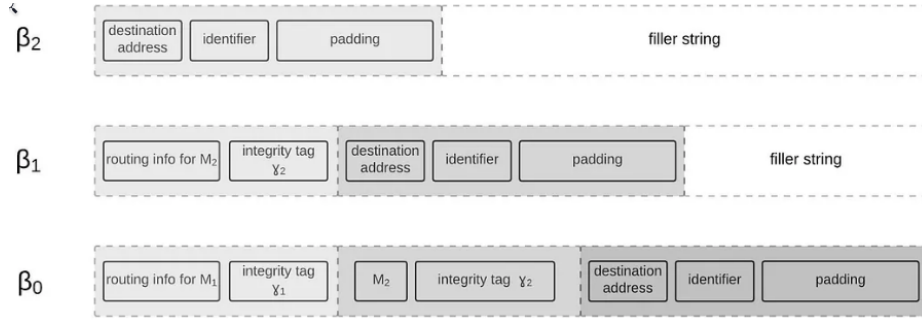 β₂
destination
address
identifier
padding
filler string
β₁
routing info for M₂
integrity tag
γ₂
destination
address
identifier
padding
filler string
β₀
routing info for M₁
integrity tag
γ₁
M₂
integrity tag γ₂
destination
address
identifier
padding